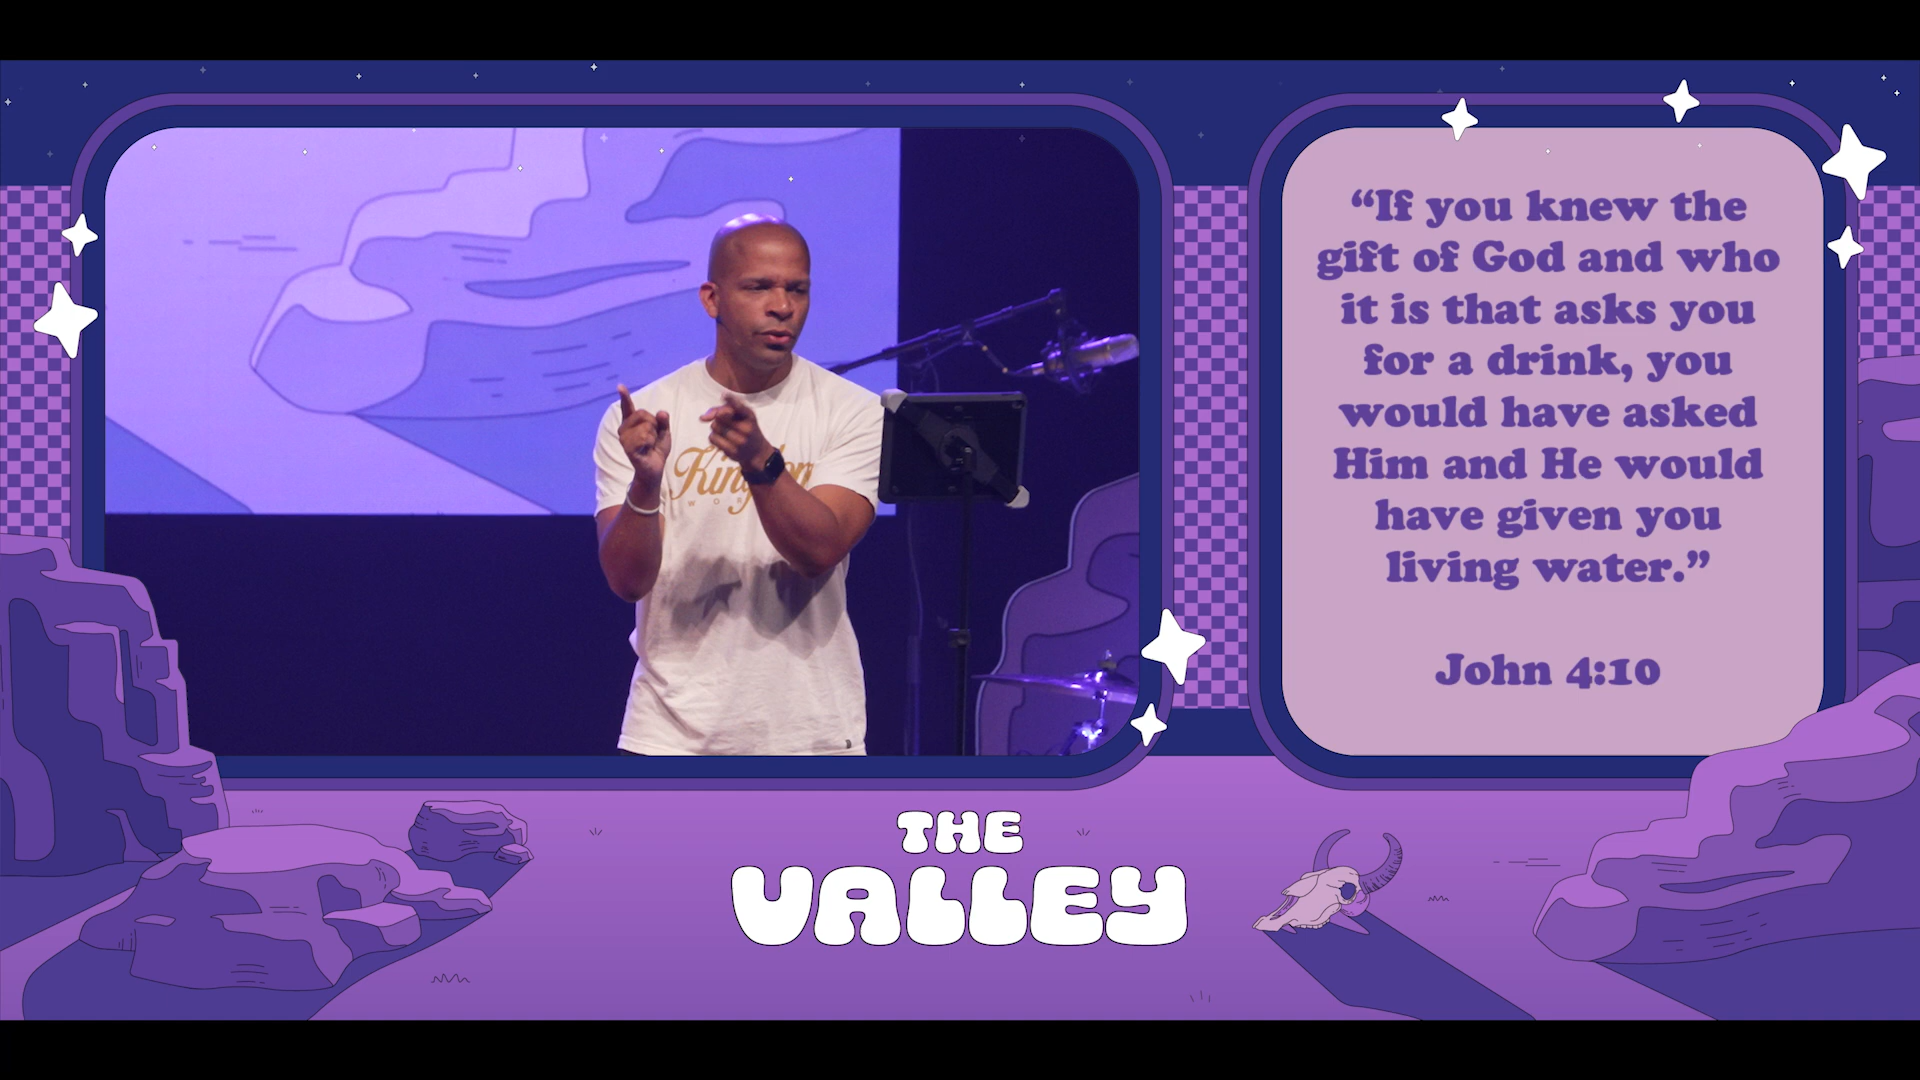 “If you knew the
gift of God and who
it is that asks you
for a drink, you
would have asked
Him and He would
have given you
living water.”
John 4:10
THE
VALLEY